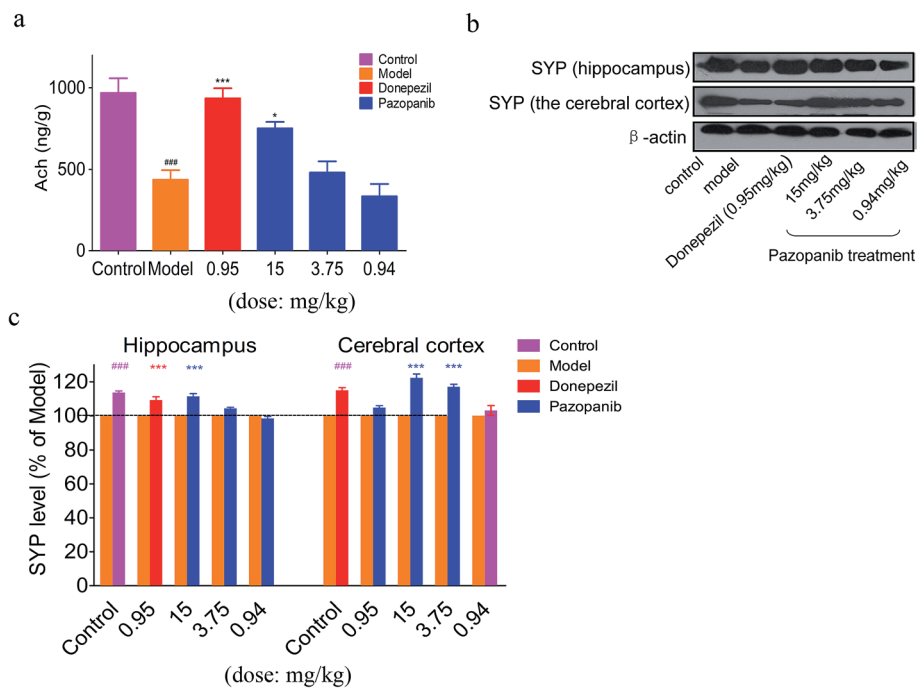 a
Ach (ng/g)
1000
500
0
***
*
###
Control
Model
Donepezil
Pazopanib
Control Model 0.95 15 3.75 0.94
(dose: mg/kg)
b
SYP (hippocampus)
SYP (the cerebral cortex)
β-actin
control
model
Donepezil (0.95mg/kg)
15mg/kg
3.75mg/kg
0.94mg/kg
Pazopanib treatment
c
Hippocampus
Cerebral cortex
### *** ***
### *** ***
Control
Model
Donepezil
Pazopanib
SYP level (% of Model)
120
100
80
60
40
20
0
Control 0.95 15 3.75 0.94
Control 0.95 15 3.75 0.94
(dose: mg/kg)